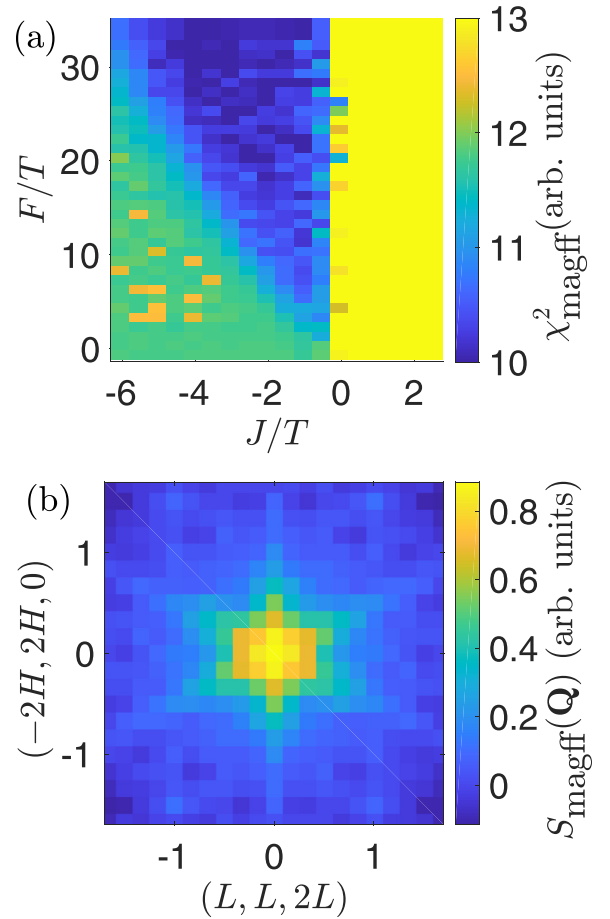 (a)
30
20
10
0
F/T
-6 -4 -2 0 2
J/T
13
12
11
10
χ²magff(arb. units)
(b)
1
0
-1
(−2H, 2H, 0)
-1 0 1
(L, L, 2L)
0.8
0.6
0.4
0.2
0
Smagff(Q) (arb. units)